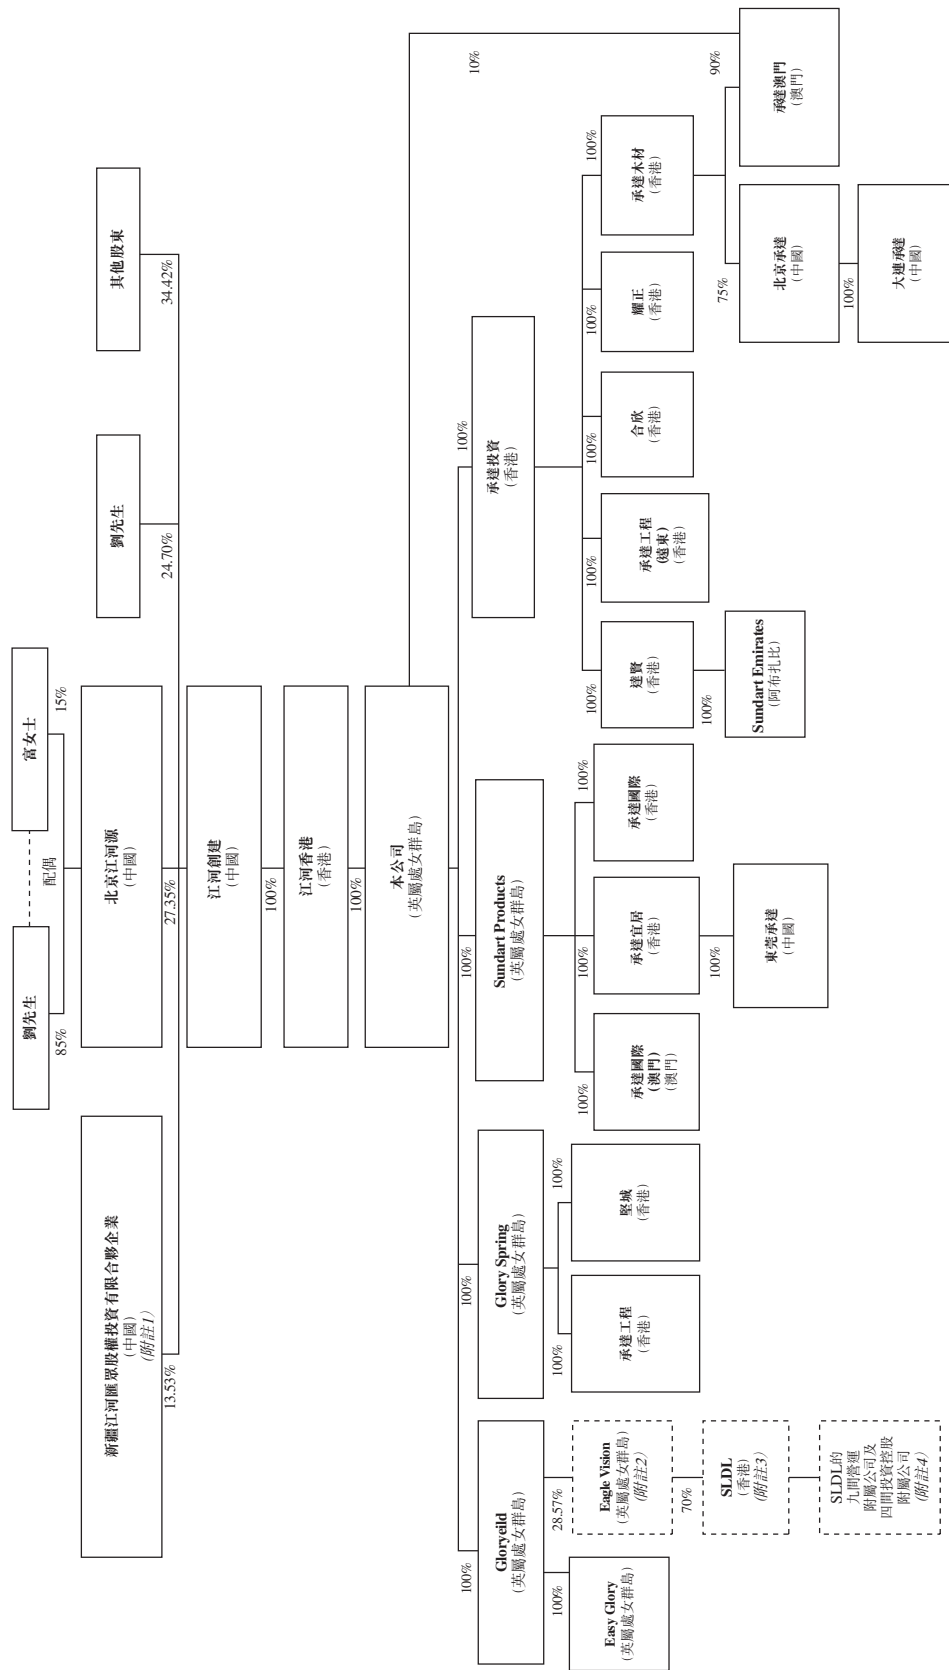 劉先生
富女士
配偶
85%
15%
新疆江河匯眾股權投資有限合夥企業
(中國)
(附註1)
北京江河源
(中國)
劉先生
其他股東
13.53%
27.35%
24.70%
34.42%
江河創建
(中國)
100%
江河香港
(香港)
100%
本公司
(英屬處女群島)
100%
100%
100%
100%
10%
Gloryeild
(英屬處女群島)
Glory Spring
(英屬處女群島)
Sundart Products
(英屬處女群島)
承達投資
(香港)
100%
28.57%
100%
100%
100%
100%
100%
100%
100%
100%
100%
100%
Easy Glory
(英屬處女群島)
Eagle Vision
(英屬處女群島)
(附註2)
承達工程
(香港)
堅城
(香港)
承達國際
(澳門)
(澳門)
承達宜居
(香港)
承達國際
(香港)
達賢
(香港)
承達工程
(遠東)
(香港)
合欣
(香港)
耀正
(香港)
承達木材
(香港)
70%
100%
100%
75%
90%
SLDL
(香港)
(附註3)
東莞承達
(中國)
Sundart Emirates
(阿布扎比)
北京承達
(中國)
承達澳門
(澳門)
100%
SLDL的
九間營運
附屬公司及
四間投資控股
附屬公司
(附註4)
大連承達
(中國)